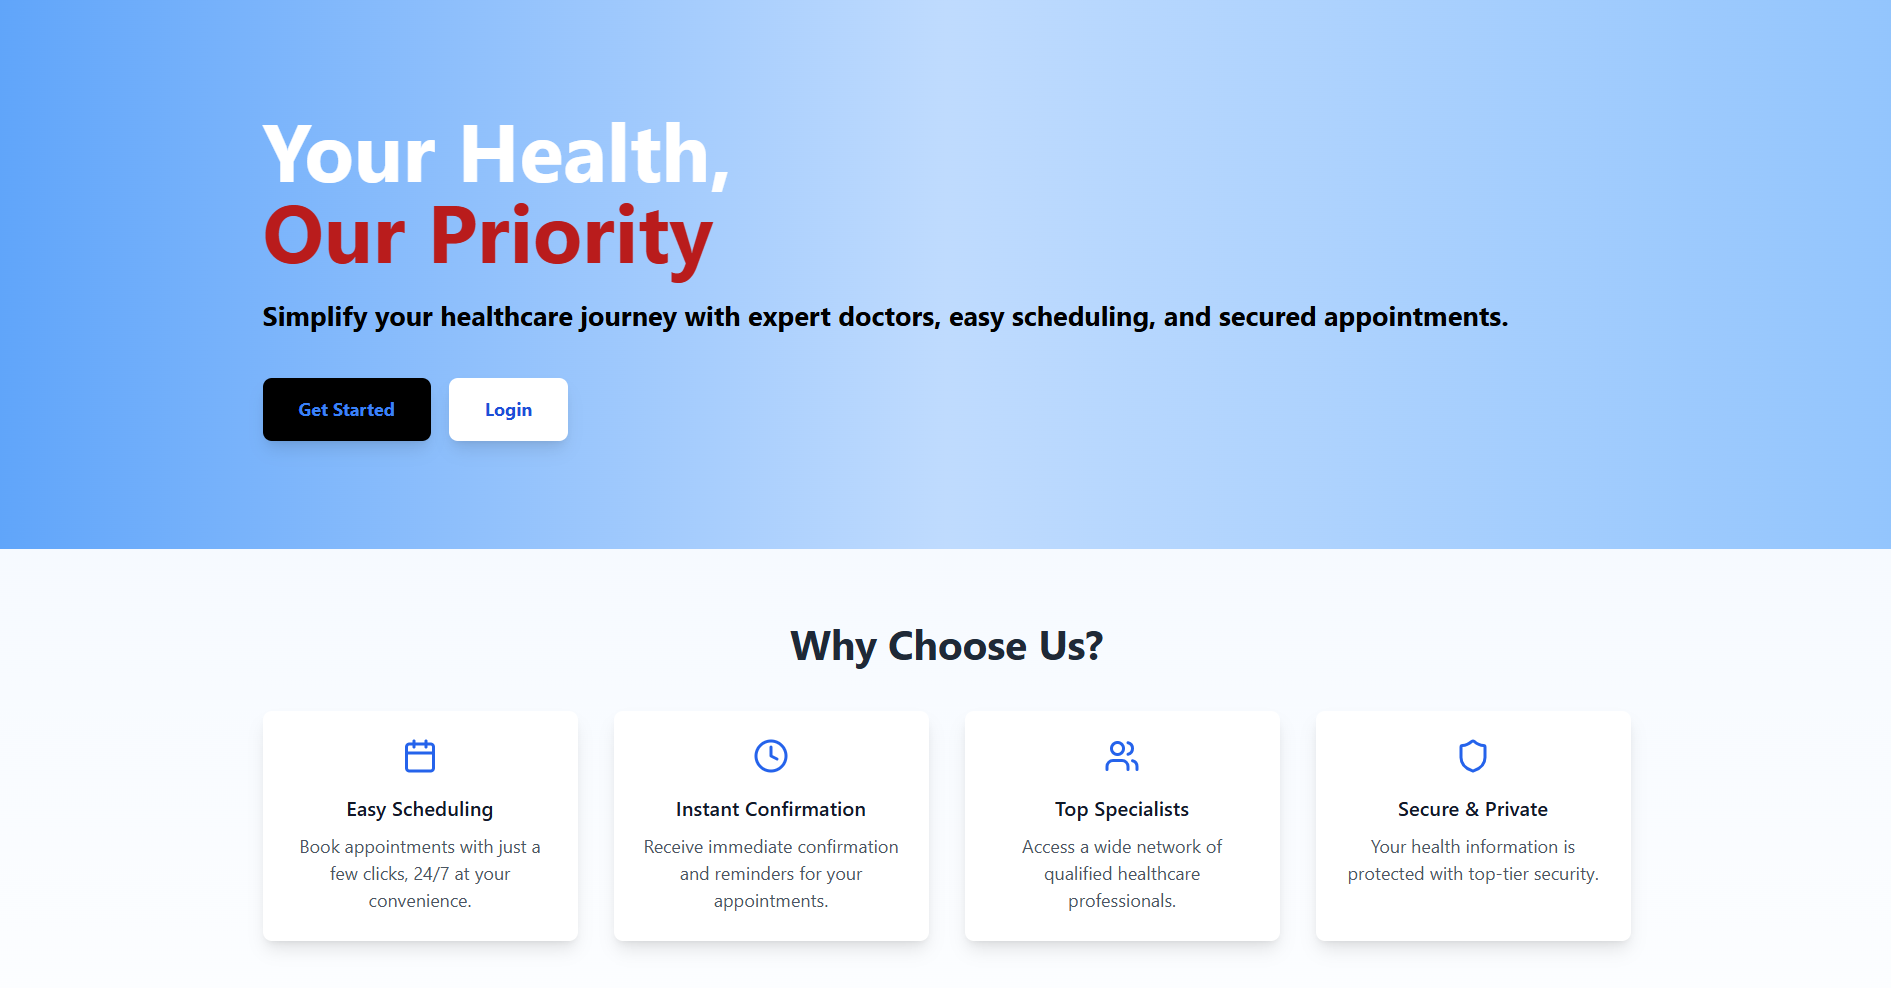 Your Health,
Our Priority
Simplify your healthcare journey with expert doctors, easy scheduling, and secured appointments.
Get Started
Login
Why Choose Us?
Easy Scheduling
Book appointments with just a
few clicks, 24/7 at your
convenience.
Instant Confirmation
Receive immediate confirmation
and reminders for your
appointments.
Top Specialists
Access a wide network of
qualified healthcare
professionals.
Secure & Private
Your health information is
protected with top-tier security.